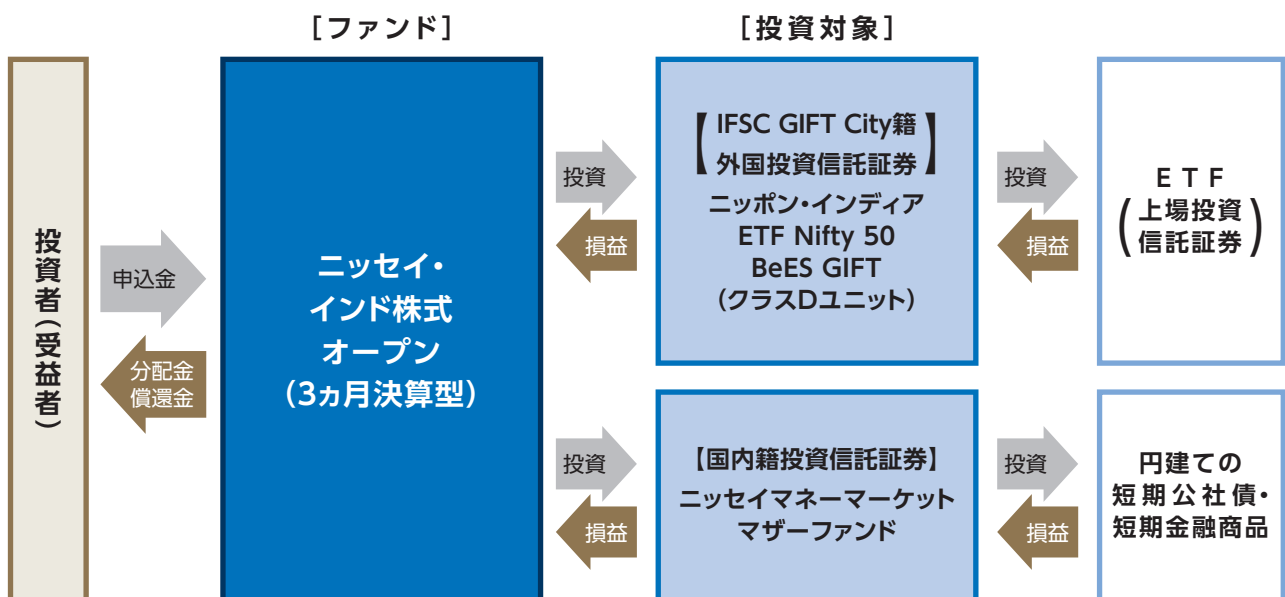 ［ファンド］
［投資対象］
投資者（受益者）
申込金
分配金
償還金
ニッセイ・
インド株式
オープン
（3ヵ月決算型）
投資
損益
【IFSC GIFT City籍
外国投資信託証券】
ニッポン・インディア
ETF Nifty 50
BeES GIFT
（クラスDユニット）
投資
損益
ＥＴＦ
（上場投資
信託証券）
投資
損益
【国内籍投資信託証券】
ニッセイマネーマーケット
マザーファンド
投資
損益
円建ての
短期公社債・
短期金融商品